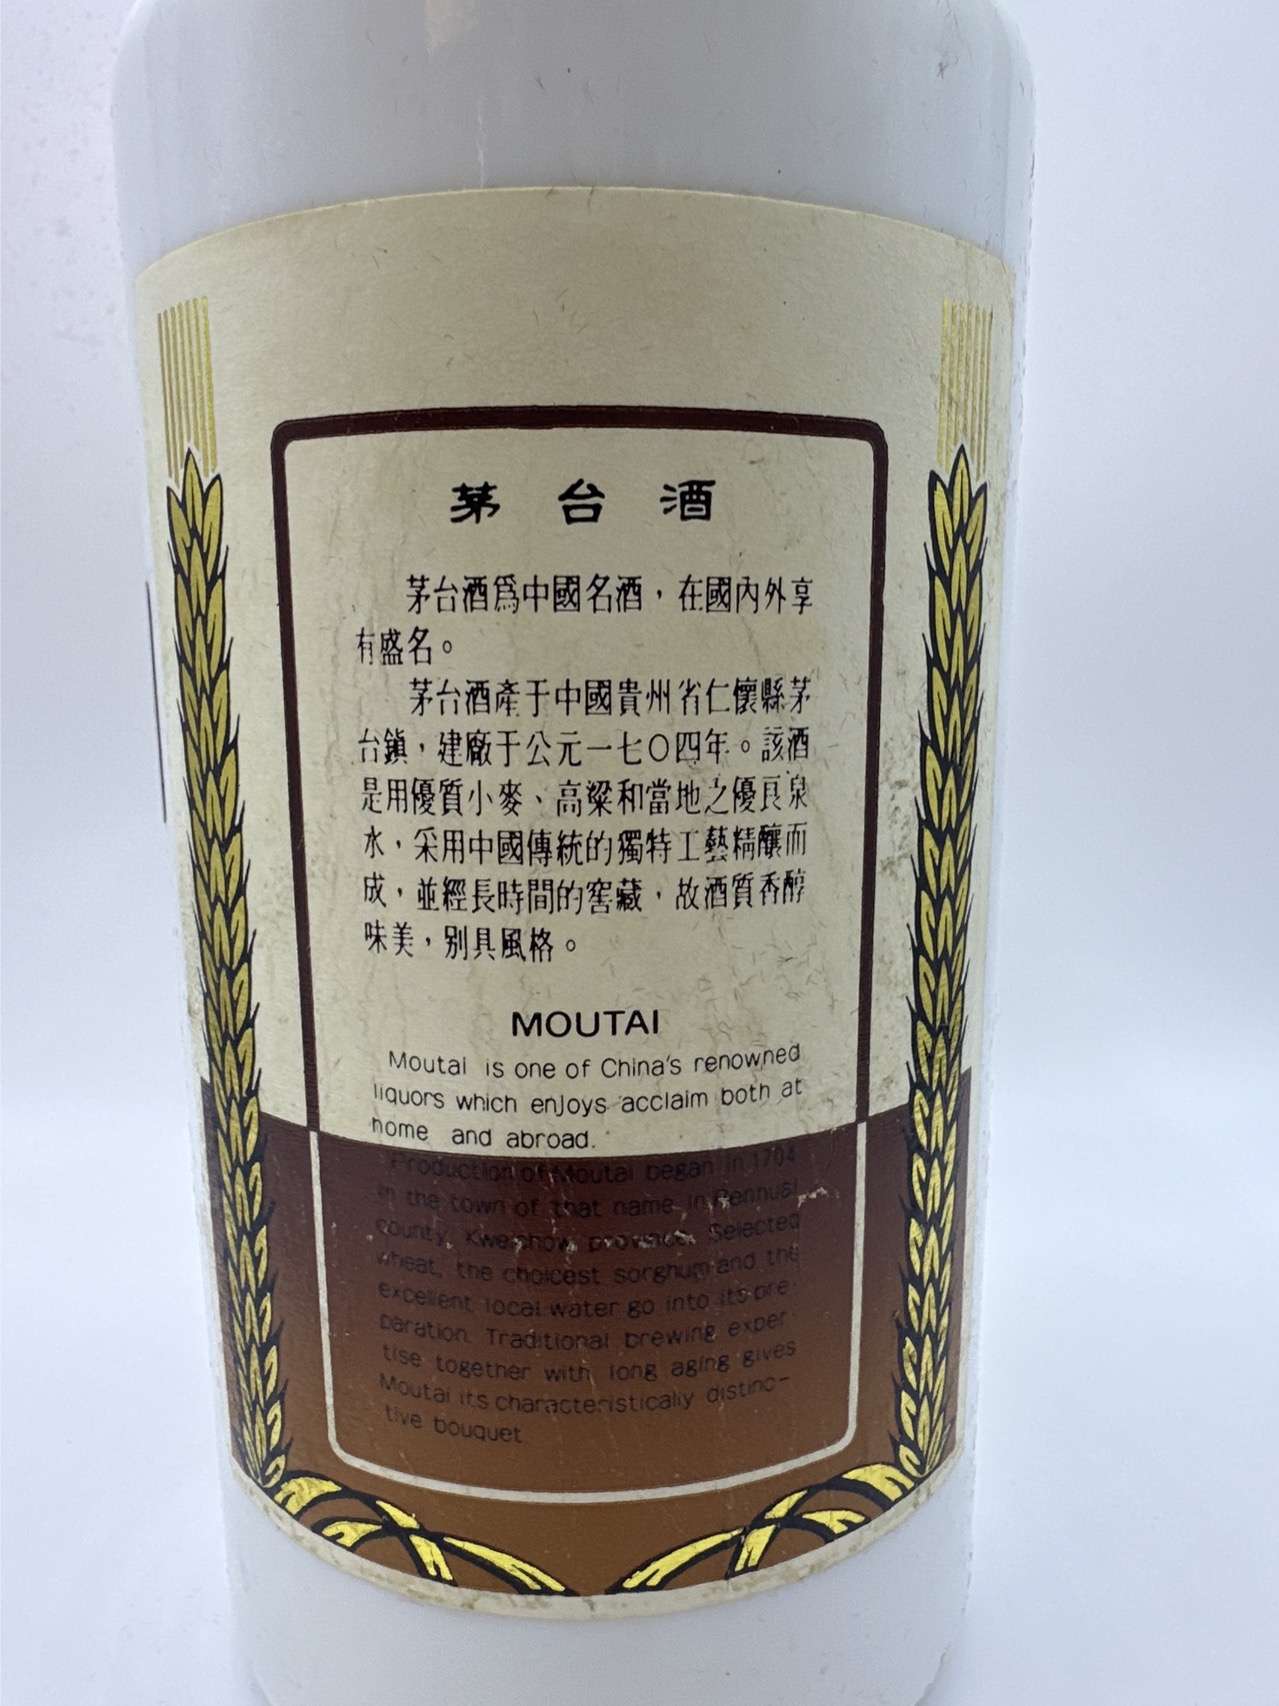 茅台酒
茅台酒爲中國名酒，在國內外享
有盛名。
茅台酒產于中國貴州省仁懷縣茅
台鎮，建廠于公元一七〇四年。該酒
是用優質小麥、高粱和當地之優良泉
水，采用中國傳統的獨特工藝精釀而
成，並經長時間的窖藏，故酒質香醇
味美，別具風格。
MOUTAI
Moutai is one of China's renowned
liquors which enjoys acclaim both at
home and abroad.
Production of Moutai began in 1704
in the town of that name in Renhuai
county, Kweichow province. Selected
wheat, the choicest sorghum and the
excellent local water go into its pre-
paration. Traditional brewing exper-
tise together with long aging gives
Moutai its characteristically distinc-
tive bouquet.